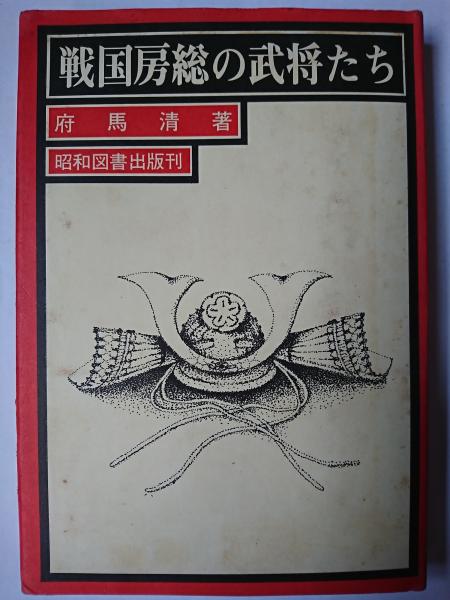 戦国房総の武将たち
府馬清著
昭和図書出版刊